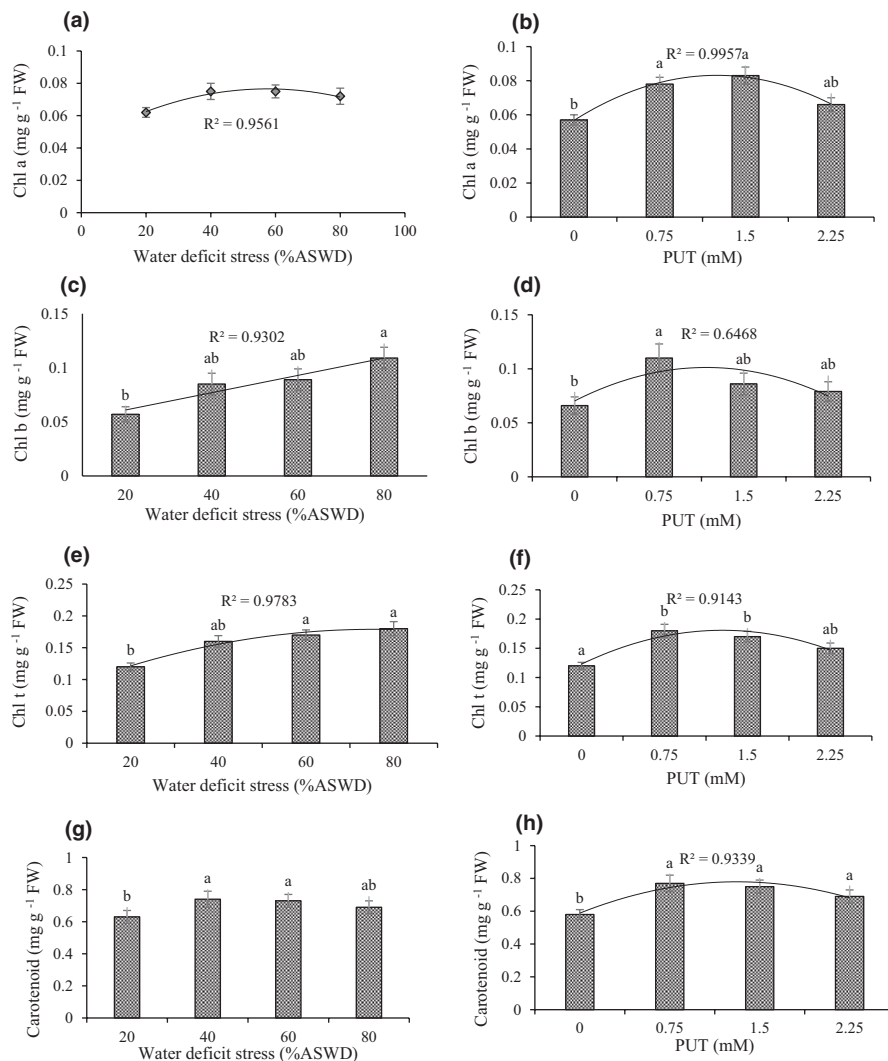 (a)
0.1
0.08
0.06
0.04
0.02
0
Chl a (mg g -1 FW)
R² = 0.9561
0 20 40 60 80 100
Water deficit stress (%ASWD)
(b)
0.1
0.08
0.06
0.04
0.02
0
Chl a (mg g -1 FW)
R² = 0.9957
b a a ab
0 0.75 1.5 2.25
PUT (mM)
(c)
0.15
0.1
0.05
0
Chl b (mg g -1 FW)
R² = 0.9302
b ab ab a
20 40 60 80
Water deficit stress (%ASWD)
(d)
0.15
0.1
0.05
0
Chl b (mg g -1 FW)
R² = 0.6468
b a ab ab
0 0.75 1.5 2.25
PUT (mM)
(e)
0.25
0.2
0.15
0.1
0.05
0
Chl t (mg g -1 FW)
R² = 0.9783
b ab a a
20 40 60 80
Water deficit stress (%ASWD)
(f)
0.25
0.2
0.15
0.1
0.05
0
Chl t (mg g -1 FW)
R² = 0.9143
a b b ab
0 0.75 1.5 2.25
PUT (mM)
(g)
1
0.8
0.6
0.4
0.2
0
Carotenoid (mg g -1 FW)
b a a ab
20 40 60 80
Water deficit stress (%ASWD)
(h)
1
0.8
0.6
0.4
0.2
0
Carotenoid (mg g -1 FW)
R² = 0.9339
b a a a
0 0.75 1.5 2.25
PUT (mM)